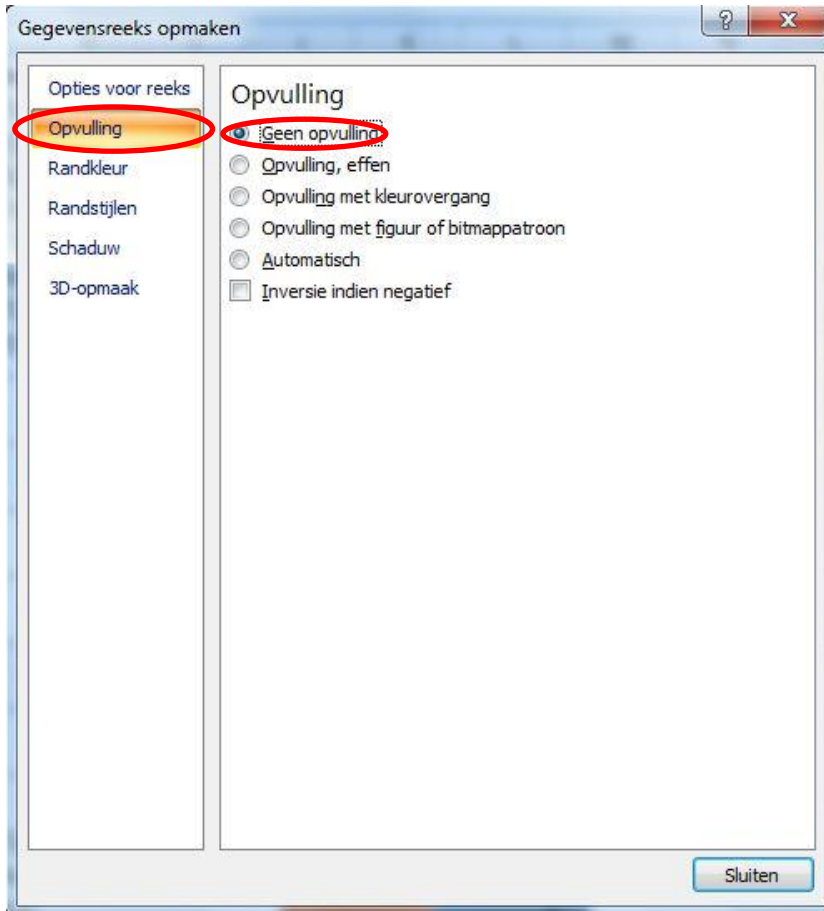 Gegevensreeks opmaken
Opties voor reeks
Opvulling
Randkleur
Randstijlen
Schaduw
3D-opmaak
Opvulling
Geen opvulling
Opvulling, effen
Opvulling met kleurovergang
Opvulling met figuur of bitmappatroon
Automatisch
Inversie indien negatief
Sluiten